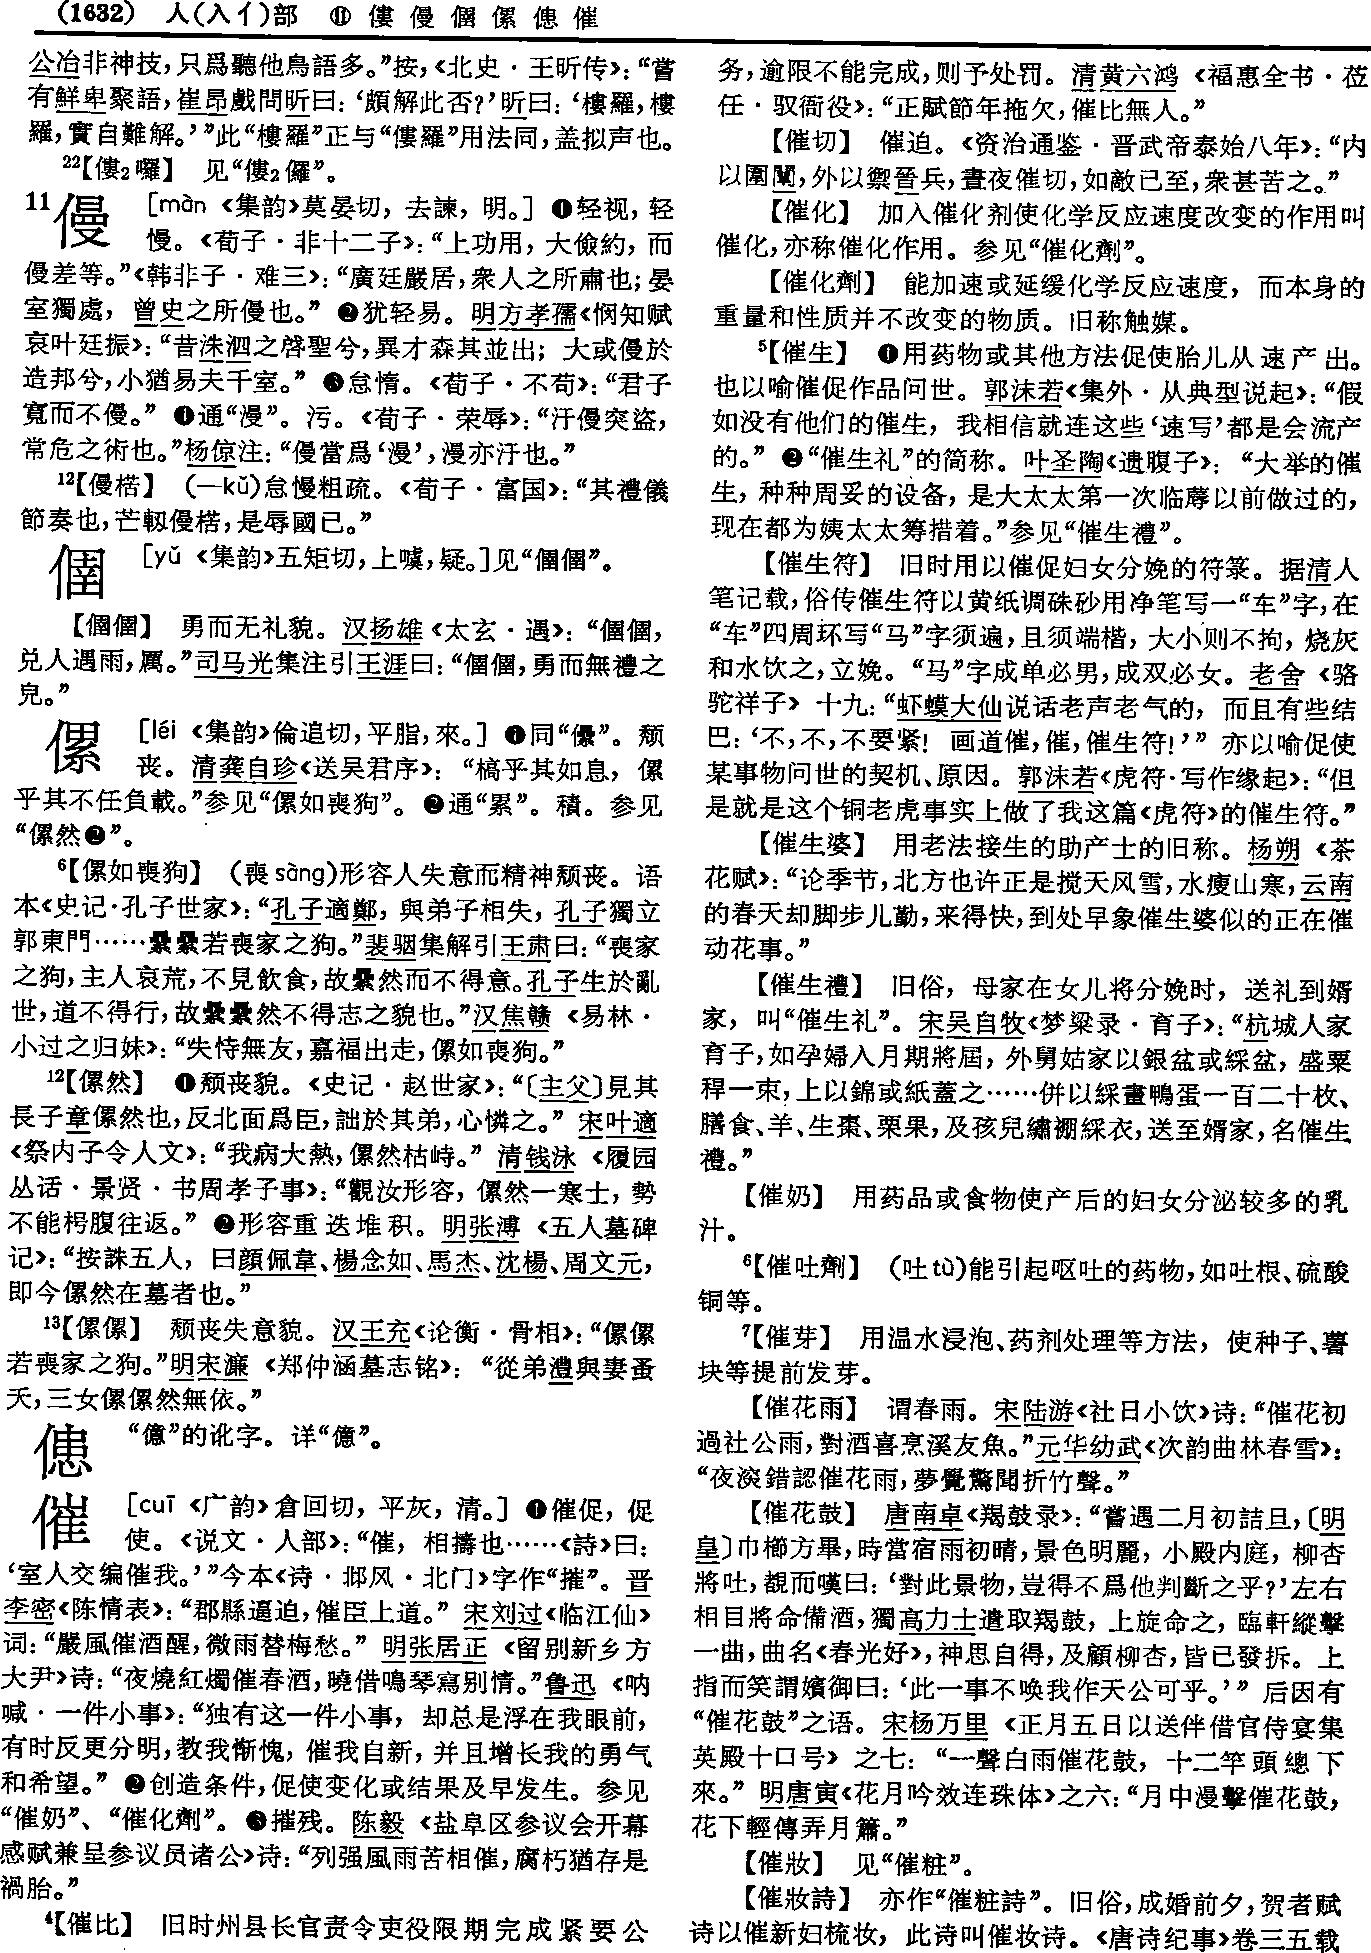 (1632) 人(入亻)部 ⑪ 僂 僈 㒁 傫 傯 催
公冶非神技，只爲聽他鳥語多。”按，《北史·王昕传》：“嘗
有鮮卑聚語，崔昂戲問昕曰：‘頗解此否？’昕曰：‘樓羅，樓
羅，實自難解。’”此“樓羅”正与“僂羅”用法同，盖拟声也。
22【僂₂囉】 见“僂₂儸”。
11 僈 [màn 《集韵》莫晏切，去諫，明。] ❶轻视，轻
慢。《荀子·非十二子》：“上功用，大儉約，而
僈差等。”《韩非子·难三》：“廣廷嚴居，衆人之所肅也；晏
室獨處，曾史之所僈也。” ❷犹轻易。明方孝孺《悯知赋
哀叶廷振》：“昔洙泗之啓聖兮，異才森其並出；大或僈於
造邦兮，小猶易夫千室。” ❸怠惰。《荀子·不苟》：“君子
寬而不僈。” ❹通“漫”。污。《荀子·荣辱》：“汙僈突盜，
常危之術也。”杨倞注：“僈當爲‘漫’，漫亦汙也。”
12【僈楛】 (—kǔ)怠慢粗疏。《荀子·富国》：“其禮儀
節奏也，芒軔僈楛，是辱國已。”
[yǔ 《集韵》五矩切，上噳，疑。]见“”。
【】 勇而无礼貌。汉扬雄《太玄·遇》：“，
兑人遇雨，厲。”司马光集注引王涯曰：“，勇而無禮之
皃。”
傫 [léi 《集韵》倫追切，平脂，來。] ❶同“儽”。颓
丧。清龚自珍《送吴君序》：“槁乎其如息，傫
乎其不任負載。”参见“傫如喪狗”。❷通“累”。積。参见
“傫然❷”。
6【傫如喪狗】 (喪sàng)形容人失意而精神颓丧。语
本《史记·孔子世家》：“孔子適鄭，與弟子相失，孔子獨立
郭東門……纍纍若喪家之狗。”裴骃集解引王肃曰：“喪家
之狗，主人哀荒，不見飲食，故纍然而不得意。孔子生於亂
世，道不得行，故纍纍然不得志之貌也。”汉焦赣《易林·
小过之归妹》：“失恃無友，嘉福出走，傫如喪狗。”
12【傫然】 ❶颓丧貌。《史记·赵世家》：“〔主父〕見其
長子章傫然也，反北面爲臣，詘於其弟，心憐之。” 宋叶適
《祭内子令人文》：“我病大熱，傫然枯峙。” 清钱泳《履园
丛话·景贤·书周孝子事》：“觀汝形容，傫然一寒士，勢
不能枵腹往返。” ❷形容重迭堆积。明张溥《五人墓碑
记》：“按誅五人，曰顔佩韋、楊念如、馬杰、沈楊、周文元，
即今傫然在墓者也。”
13【傫傫】 颓丧失意貌。汉王充《论衡·骨相》：“傫傫
若喪家之狗。”明宋濂《郑仲涵墓志铭》：“從弟澧與妻蚤
夭，三女傫傫然無依。”
“億”的讹字。详“億”。
催 [cuī 《广韵》倉回切，平灰，清。] ❶催促，促
使。《说文·人部》：“催，相擣也……《詩》曰：
‘室人交编催我。’”今本《诗·邶风·北门》字作“摧”。晋
李密《陈情表》：“郡縣逼迫，催臣上道。” 宋刘过《临江仙》
词：“嚴風催酒醒，微雨替梅愁。” 明张居正《留别新乡方
大尹》诗：“夜燒紅燭催春酒，曉借鳴琴寫别情。”鲁迅《呐
喊·一件小事》：“独有这一件小事，却总是浮在我眼前，
有时反更分明，教我惭愧，催我自新，并且增长我的勇气
和希望。” ❷创造条件，促使变化或结果及早发生。参见
“催奶”、“催化劑”。❸摧残。陈毅《盐阜区参议会开幕
感赋兼呈参议员诸公》诗：“列强風雨苦相催，腐朽猶存是
禍胎。”
4【催比】 旧时州县长官责令吏役限期完成紧要公
务，逾限不能完成，则予处罚。清黄六鸿《福惠全书·莅
任·驭衙役》：“正賦節年拖欠，催比無人。”
【催切】 催迫。《资治通鉴·晋武帝泰始八年》：“内
以圍闡，外以禦晉兵，晝夜催切，如敵已至，衆甚苦之。”
【催化】 加入催化剂使化学反应速度改变的作用叫
催化，亦称催化作用。参见“催化劑”。
【催化劑】 能加速或延缓化学反应速度，而本身的
重量和性质并不改变的物质。旧称触媒。
5【催生】 ❶用药物或其他方法促使胎儿从速产出。
也以喻催促作品问世。郭沫若《集外·从典型说起》：“假
如没有他们的催生，我相信就连这些‘速写’都是会流产
的。” ❷“催生礼”的简称。叶圣陶《遗腹子》：“大举的催
生，种种周妥的设备，是大太太第一次临蓐以前做过的，
现在都为姨太太筹措着。”参见“催生禮”。
【催生符】 旧时用以催促妇女分娩的符箓。据清人
笔记载，俗传催生符以黄纸调硃砂用净笔写一“车”字，在
“车”四周环写“马”字须遍，且须端楷，大小则不拘，烧灰
和水饮之，立娩。“马”字成单必男，成双必女。老舍《骆
驼祥子》十九：“虾蟆大仙说话老声老气的，而且有些结
巴：‘不，不，不要紧！画道催，催，催生符！’” 亦以喻促使
某事物问世的契机、原因。郭沫若《虎符·写作缘起》：“但
是就是这个铜老虎事实上做了我这篇《虎符》的催生符。”
【催生婆】 用老法接生的助产士的旧称。杨朔《茶
花赋》：“论季节，北方也许正是搅天风雪，水瘦山寒，云南
的春天却脚步儿勤，来得快，到处早象催生婆似的正在催
动花事。”
【催生禮】 旧俗，母家在女儿将分娩时，送礼到婿
家，叫“催生礼”。宋吴自牧《梦粱录·育子》：“杭城人家
育子，如孕婦入月期將屆，外舅姑家以銀盆或綵盆，盛粟
稈一束，上以錦或紙蓋之……併以綵畫鴨蛋一百二十枚、
膳食、羊、生棗、栗果，及孩兒繡繃綵衣，送至婿家，名催生
禮。”
【催奶】 用药品或食物使产后的妇女分泌较多的乳
汁。
6【催吐劑】 (吐tù)能引起呕吐的药物，如吐根、硫酸
铜等。
7【催芽】 用温水浸泡、药剂处理等方法，使种子、薯
块等提前发芽。
【催花雨】 谓春雨。宋陆游《社日小饮》诗：“催花初
過社公雨，對酒喜烹溪友魚。”元华幼武《次韵曲林春雪》：
“夜深錯認催花雨，夢覺驚聞折竹聲。”
【催花鼓】 唐南卓《羯鼓录》：“嘗遇二月初詰旦，〔明
皇〕巾櫛方畢，時當宿雨初晴，景色明麗，小殿内庭，柳杏
將吐，覩而嘆曰：‘對此景物，豈得不爲他判斷之乎？’左右
相目將命備酒，獨高力士遣取羯鼓，上旋命之，臨軒縱擊
一曲，曲名《春光好》，神思自得，及顧柳杏，皆已發拆。上
指而笑謂嬪御曰：‘此一事不唤我作天公可乎。’” 后因有
“催花鼓”之语。宋杨万里《正月五日以送伴借官侍宴集
英殿十口号》之七：“一聲白雨催花鼓，十二竿頭總下
來。” 明唐寅《花月吟效连珠体》之六：“月中漫擊催花鼓，
花下輕傳弄月簫。”
【催妝】 见“催粧”。
【催妝詩】 亦作“催粧詩”。旧俗，成婚前夕，贺者赋
诗以催新妇梳妆，此诗叫催妆诗。《唐诗纪事》卷三五载